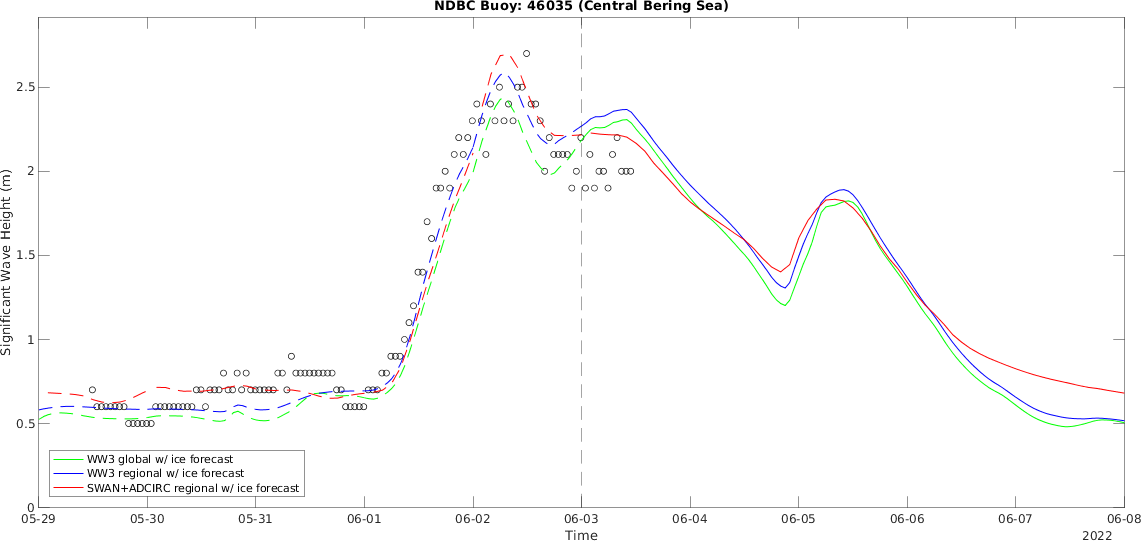 NDBC Buoy: 46035 (Central Bering Sea)
Significant Wave Height (m)
2.5
2
1.5
1
0.5
0
WW3 global w/ ice forecast
WW3 regional w/ ice forecast
SWAN+ADCIRC regional w/ ice forecast
05-29 05-30 05-31 06-01 06-02 06-03 06-04 06-05 06-06 06-07 06-08
Time
2022